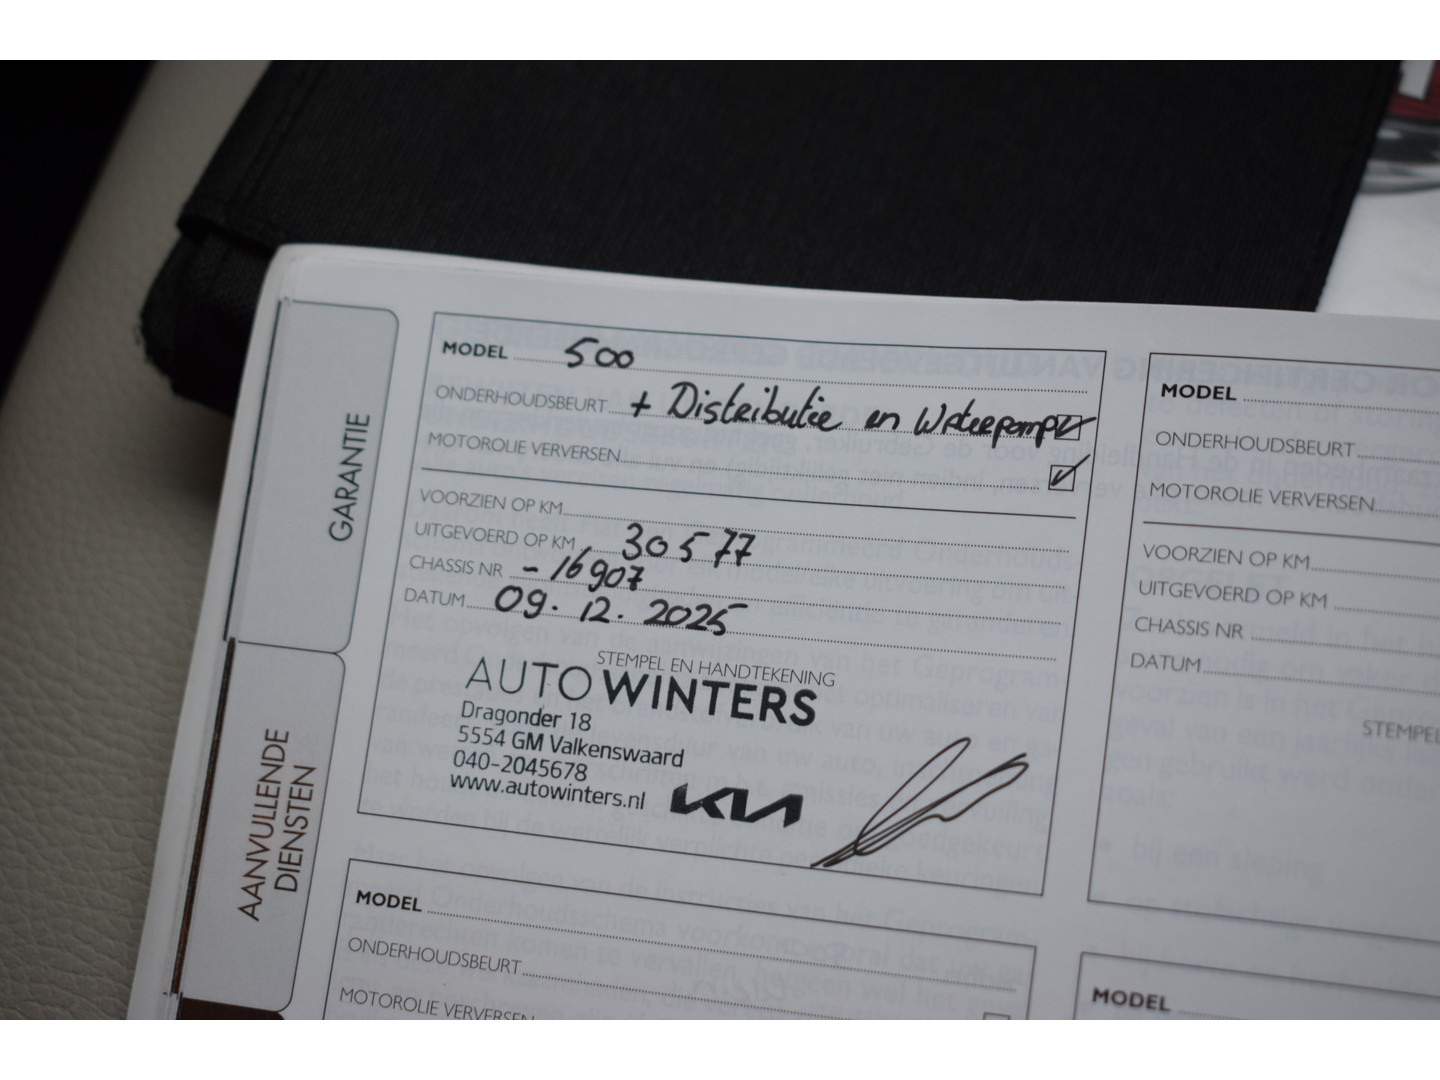 GARANTIE
AANVULLENDE
DIENSTEN
MODEL 500
ONDERHOUDSBEURT + Distributie en Waterpomp
MOTOROLIE VERVERSEN
VOORZIEN OP KM
UITGEVOERD OP KM 30577
CHASSIS NR -16907
DATUM 09.12.2025
STEMPEL EN HANDTEKENING
AUTO WINTERS
Dragonder 18
5554 GM Valkenswaard
040-2045678
www.autowinters.nl KIA
MODEL
ONDERHOUDSBEURT
MOTOROLIE VERVERSEN
VOORZIEN OP KM
UITGEVOERD OP KM
CHASSIS NR
DATUM
STEMPEL
MODEL
ONDERHOUDSBEURT
MOTOROLIE VERVERSEN
MODEL